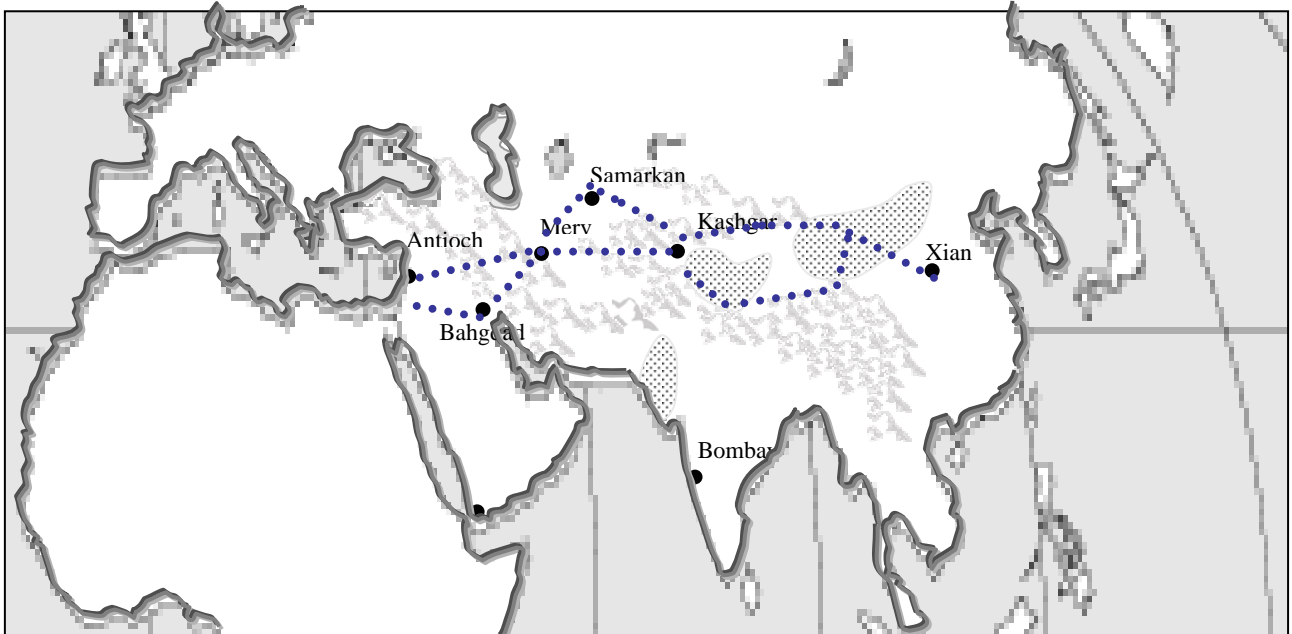 Samarkan
Kashgar
Merv
Antioch
Xian
Bahgdad
Bombay